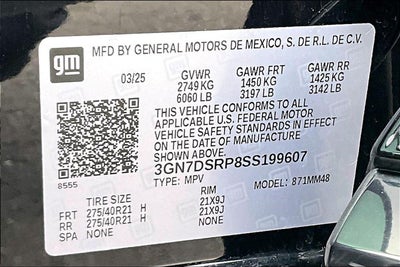 gm
MFD BY GENERAL MOTORS DE MEXICO, S. DE R.L. DE C.V.
03/25 GVWR GAWR FRT GAWR RR
2749 KG 1450 KG 1425 KG
6060 LB 3197 LB 3142 LB
THIS VEHICLE CONFORMS TO ALL
APPLICABLE U.S. FEDERAL MOTOR
VEHICLE SAFETY STANDARDS IN EFFECT
ON THE DATE OF MANUFACTURE
SHOWN ABOVE.
3GN7DSRP8SS199607
8555 TYPE: MPV MODEL: 871MM48
TIRE SIZE RIM
FRT 275/40R21 H 21X9J
RR 275/40R21 H 21X9J
SPA NONE NONE